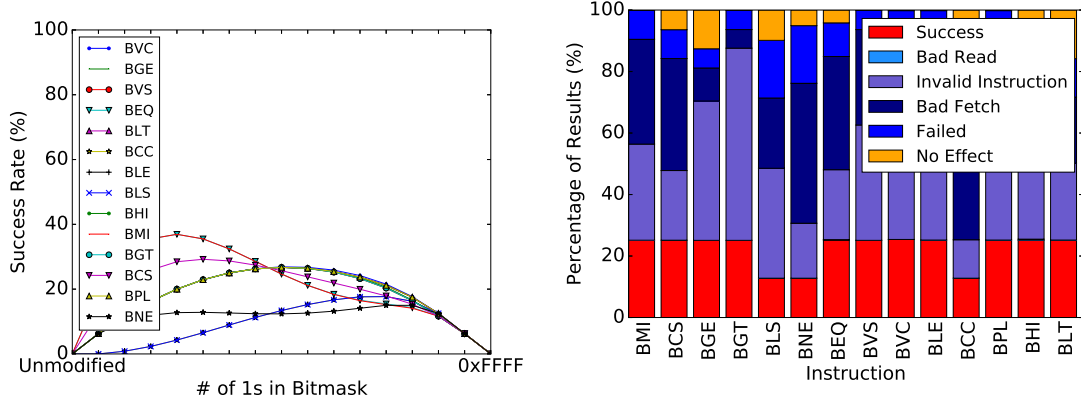 100
80
60
40
20
0
Success Rate (%)
BVC
BGE
BVS
BEQ
BLT
BCC
BLE
BLS
BHI
BMI
BGT
BCS
BPL
BNE
Unmodified
0xFFFF
# of 1s in Bitmask
100
80
60
40
20
0
Percentage of Results (%)
Success
Bad Read
Invalid Instruction
Bad Fetch
Failed
No Effect
BMI
BCS
BGE
BGT
BLS
BNE
BEQ
BVS
BVC
BLE
BCC
BPL
BHI
BLT
Instruction